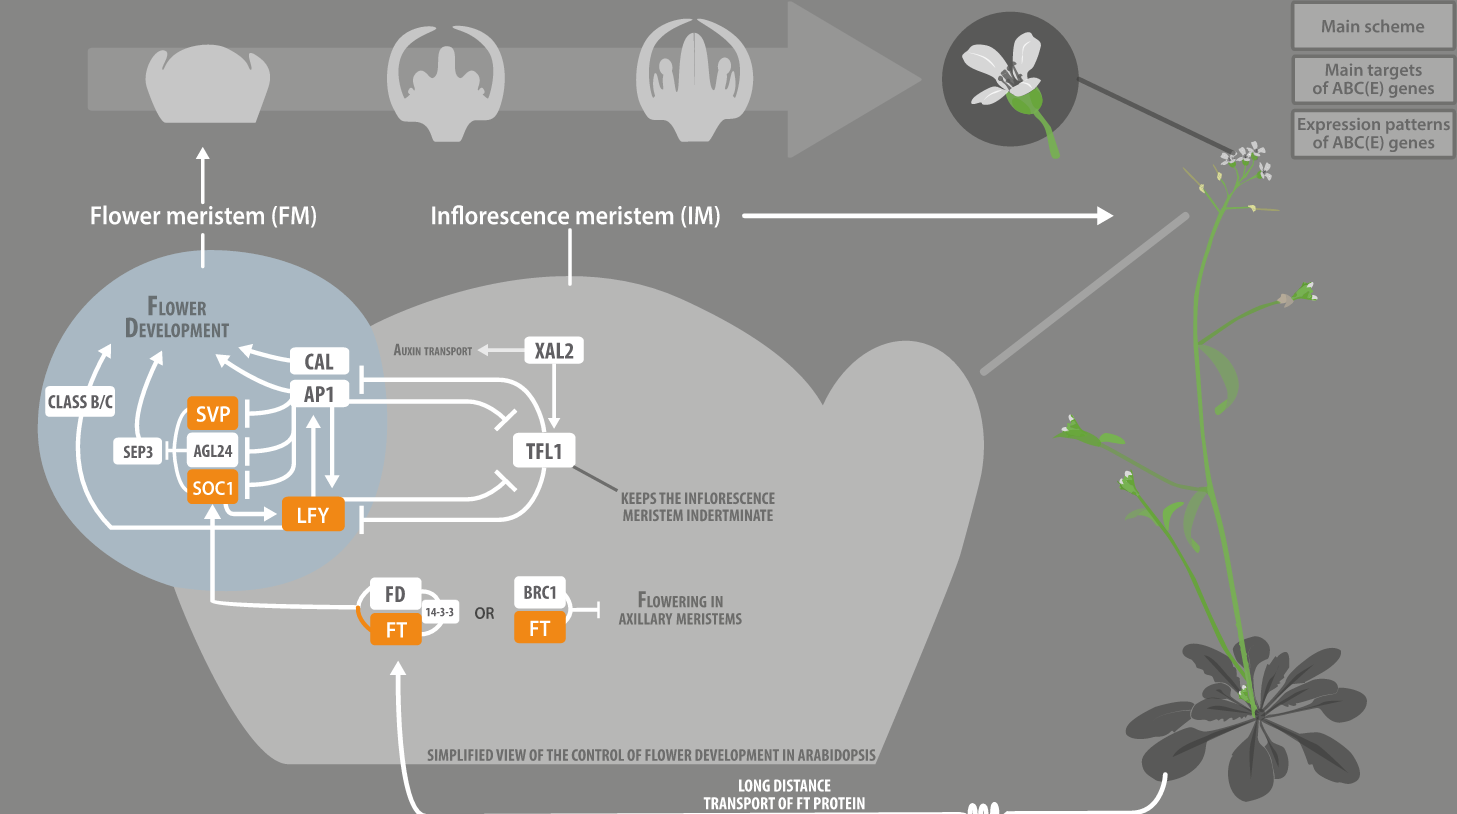 Main scheme
Main targets
of ABC(E) genes
Expression patterns
of ABC(E) genes
Flower meristem (FM)
Inflorescence meristem (IM)
FLOWER
DEVELOPMENT
AUXIN TRANSPORT
XAL2
CAL
AP1
CLASS B/C
SVP
SEP3
AGL24
TFL1
SOC1
LFY
KEEPS THE INFLORESCENCE
MERISTEM INDERTMINATE
FD
14-3-3
FT
OR
BRC1
FT
FLOWERING IN
AXILLARY MERISTEMS
SIMPLIFIED VIEW OF THE CONTROL OF FLOWER DEVELOPMENT IN ARABIDOPSIS
LONG DISTANCE
TRANSPORT OF FT PROTEIN